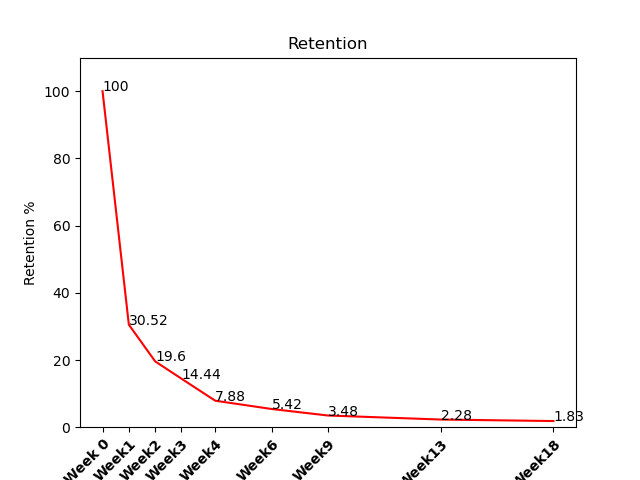 Retention
Retention %
100
80
60
40
20
0
100
30.52
19.6
14.44
7.88
5.42
3.48
2.28
1.83
Week 0
Week1
Week2
Week3
Week4
Week6
Week9
Week13
Week18